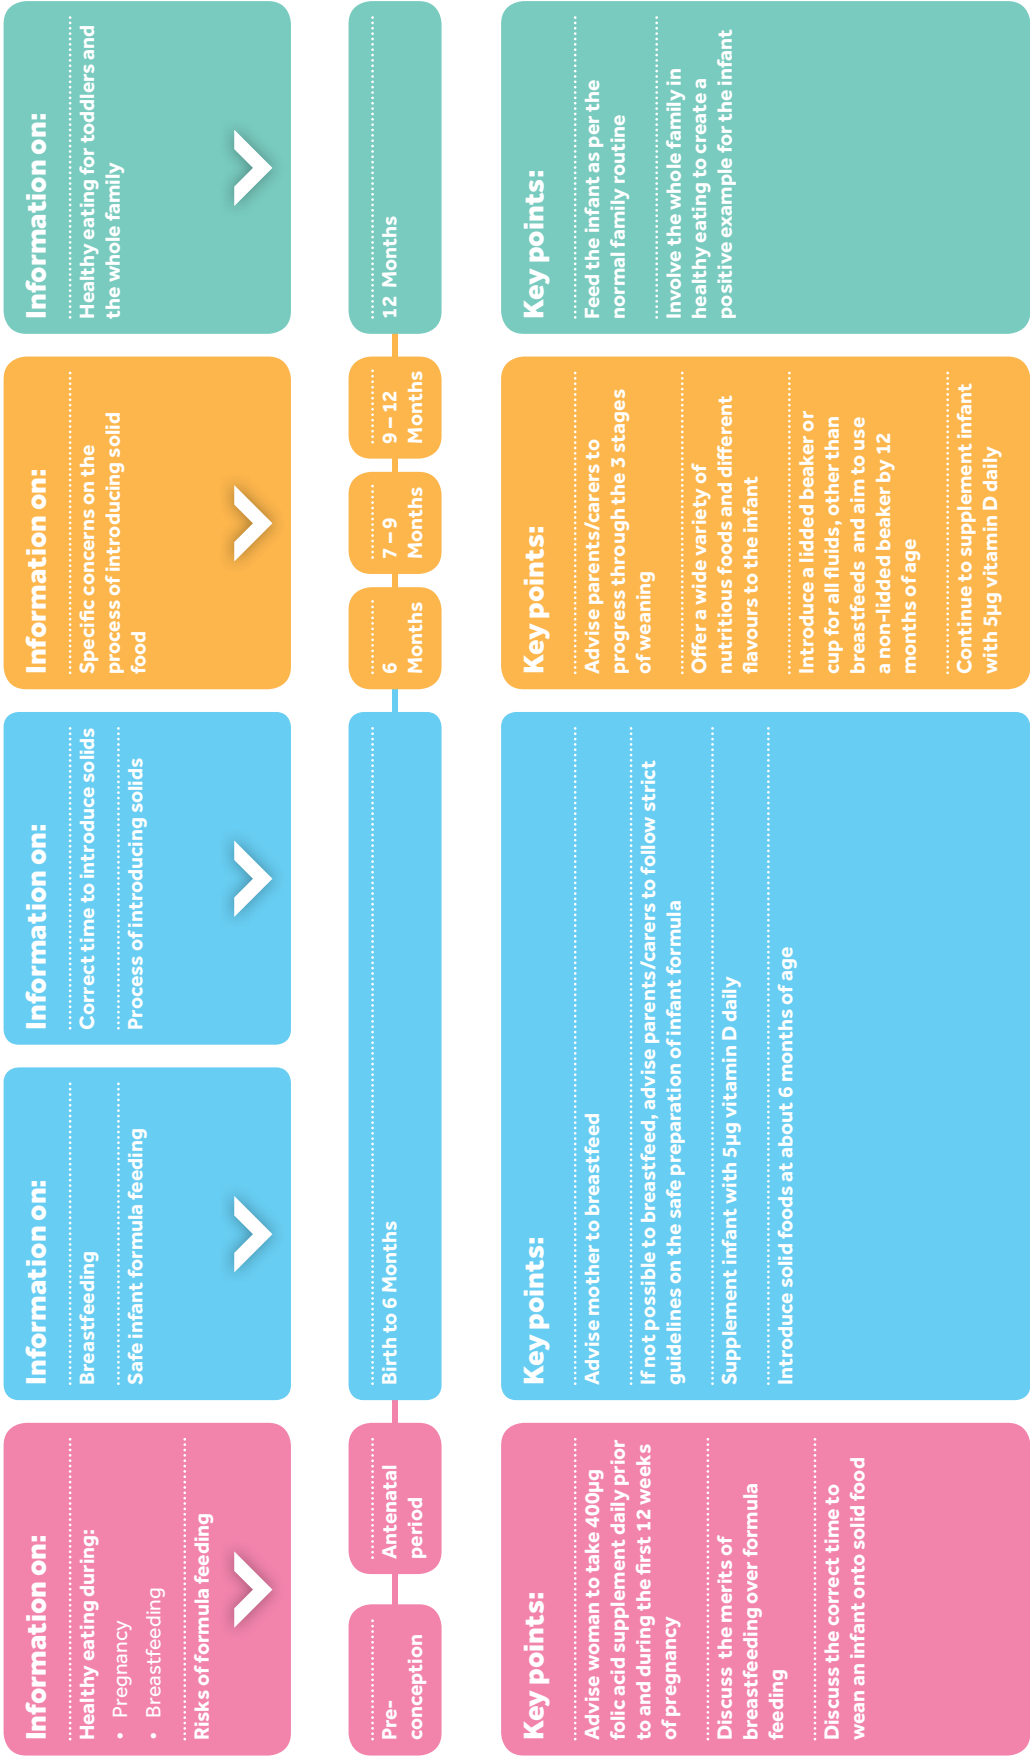 Information on:
Healthy eating during:
• Pregnancy
• Breastfeeding
Risks of formula feeding
Information on:
Breastfeeding
Safe infant formula feeding
Information on:
Correct time to introduce solids
Process of introducing solids
Information on:
Specific concerns on the
process of introducing solid
food
Information on:
Healthy eating for toddlers and
the whole family
Pre-
conception
Antenatal
period
Birth to 6 Months
6
Months
7 – 9
Months
9 – 12
Months
12 Months
Key points:
Advise woman to take 400µg
folic acid supplement daily prior
to and during the first 12 weeks
of pregnancy
Discuss the merits of
breastfeeding over formula
feeding
Discuss the correct time to
wean an infant onto solid food
Key points:
Advise mother to breastfeed
If not possible to breastfeed, advise parents/carers to follow strict
guidelines on the safe preparation of infant formula
Supplement infant with 5µg vitamin D daily
Introduce solid foods at about 6 months of age
Key points:
Advise parents/carers to
progress through the 3 stages
of weaning
Offer a wide variety of
nutritious foods and different
flavours to the infant
Introduce a lidded beaker or
cup for all fluids, other than
breastfeeds and aim to use
a non-lidded beaker by 12
months of age
Continue to supplement infant
with 5µg vitamin D daily
Key points:
Feed the infant as per the
normal family routine
Involve the whole family in
healthy eating to create a
positive example for the infant